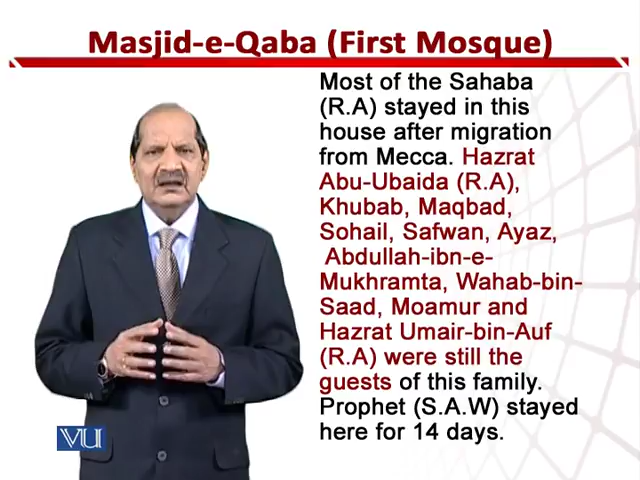 Masjid-e-Qaba (First Mosque)
Most of the Sahaba
(R.A) stayed in this
house after migration
from Mecca. Hazrat
Abu-Ubaida (R.A),
Khubab, Maqbad,
Sohail, Safwan, Ayaz,
Abdullah-ibn-e-
Mukhramta, Wahab-bin-
Saad, Moamur and
Hazrat Umair-bin-Auf
(R.A) were still the
guests of this family.
Prophet (S.A.W) stayed
here for 14 days.
VU